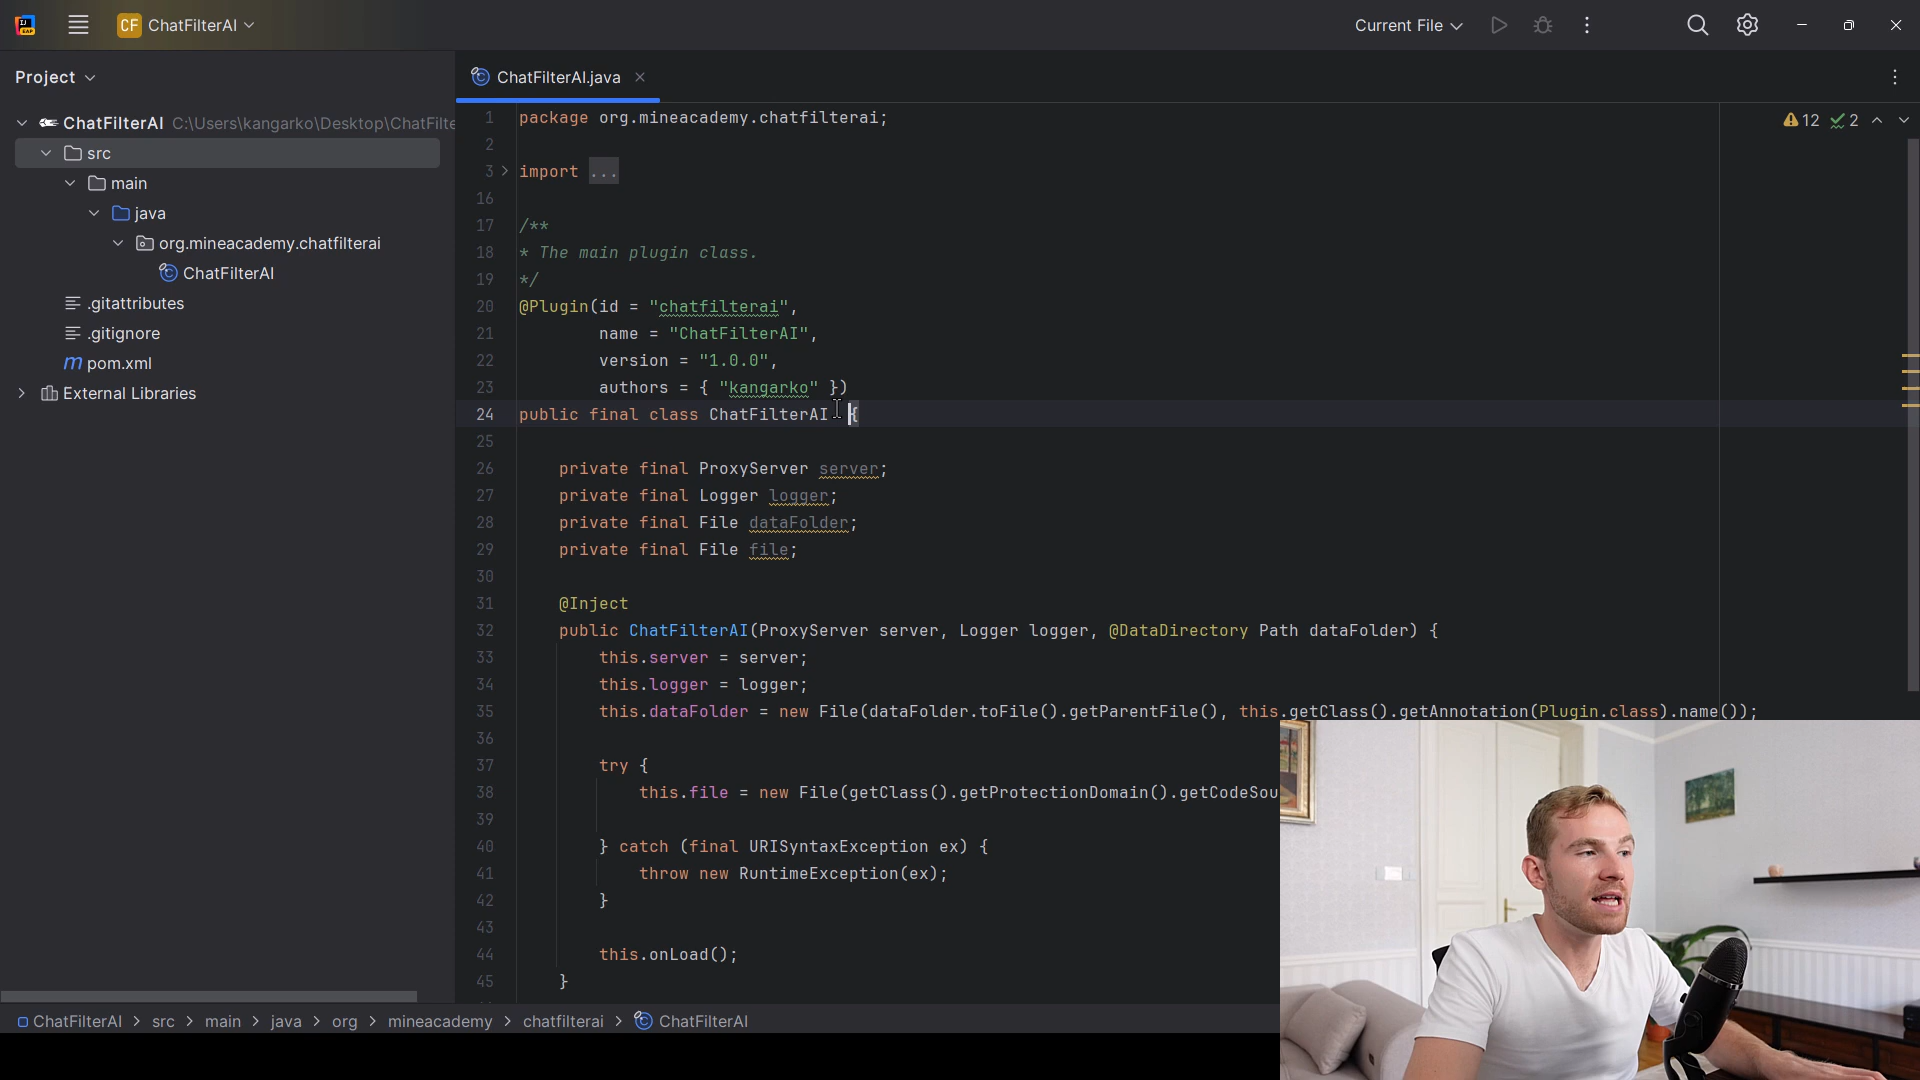 CF ChatFilterAI
Current File
Project
ChatFilterAI.java
ChatFilterAI C:\Users\kangarko\Desktop\ChatFilte
src
main
java
org.mineacademy.chatfilterai
ChatFilterAI
.gitattributes
.gitignore
m pom.xml
External Libraries
12 2
1 package org.mineacademy.chatfilterai;
2
3 import ...
16
17 /**
18 * The main plugin class.
19 */
20 @Plugin(id = "chatfilterai",
21 name = "ChatFilterAI",
22 version = "1.0.0",
23 authors = { "kangarko" })
24 public final class ChatFilterAI {
25
26 private final ProxyServer server;
27 private final Logger logger;
28 private final File dataFolder;
29 private final File file;
30
31 @Inject
32 public ChatFilterAI(ProxyServer server, Logger logger, @DataDirectory Path dataFolder) {
33 this.server = server;
34 this.logger = logger;
35 this.dataFolder = new File(dataFolder.toFile().getParentFile(), this.getClass().getAnnotation(Plugin.class).name());
36
37 try {
38 this.file = new File(getClass().getProtectionDomain().getCodeSou
39
40 } catch (final URISyntaxException ex) {
41 throw new RuntimeException(ex);
42 }
43
44 this.onLoad();
45 }
ChatFilterAI > src > main > java > org > mineacademy > chatfilterai > ChatFilterAI